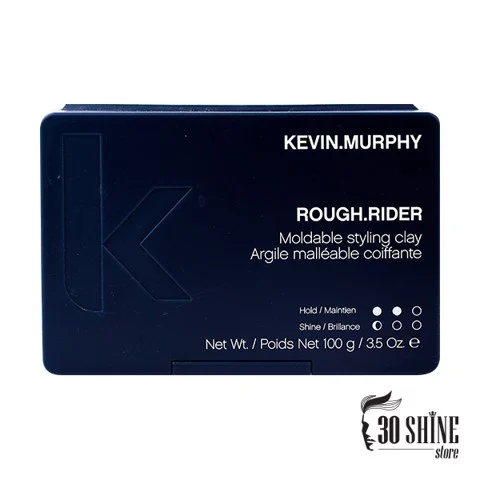 KEVIN.MURPHY
ROUGH.RIDER
Moldable styling clay
Argile malléable coiffante
Hold / Maintien
Shine / Brillance
Net Wt. / Poids Net 100 g / 3.5 Oz. ℮
30 SHINE
store